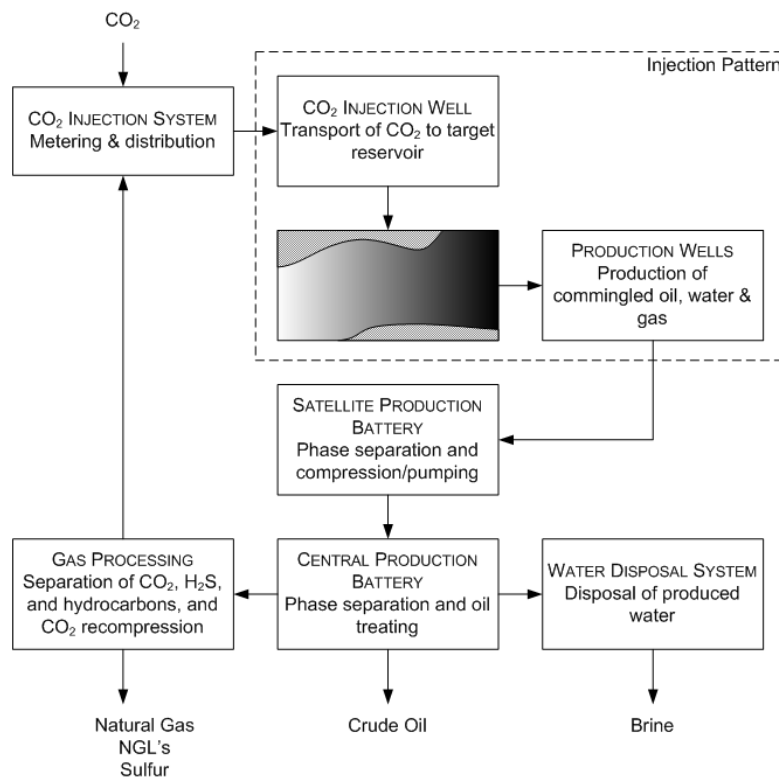 CO₂
Injection Pattern
CO₂ INJECTION SYSTEM
Metering & distribution
CO₂ INJECTION WELL
Transport of CO₂ to target
reservoir
PRODUCTION WELLS
Production of
commingled oil, water &
gas
SATELLITE PRODUCTION
BATTERY
Phase separation and
compression/pumping
GAS PROCESSING
Separation of CO₂, H₂S,
and hydrocarbons, and
CO₂ recompression
CENTRAL PRODUCTION
BATTERY
Phase separation and oil
treating
WATER DISPOSAL SYSTEM
Disposal of produced
water
Natural Gas
NGL's
Sulfur
Crude Oil
Brine